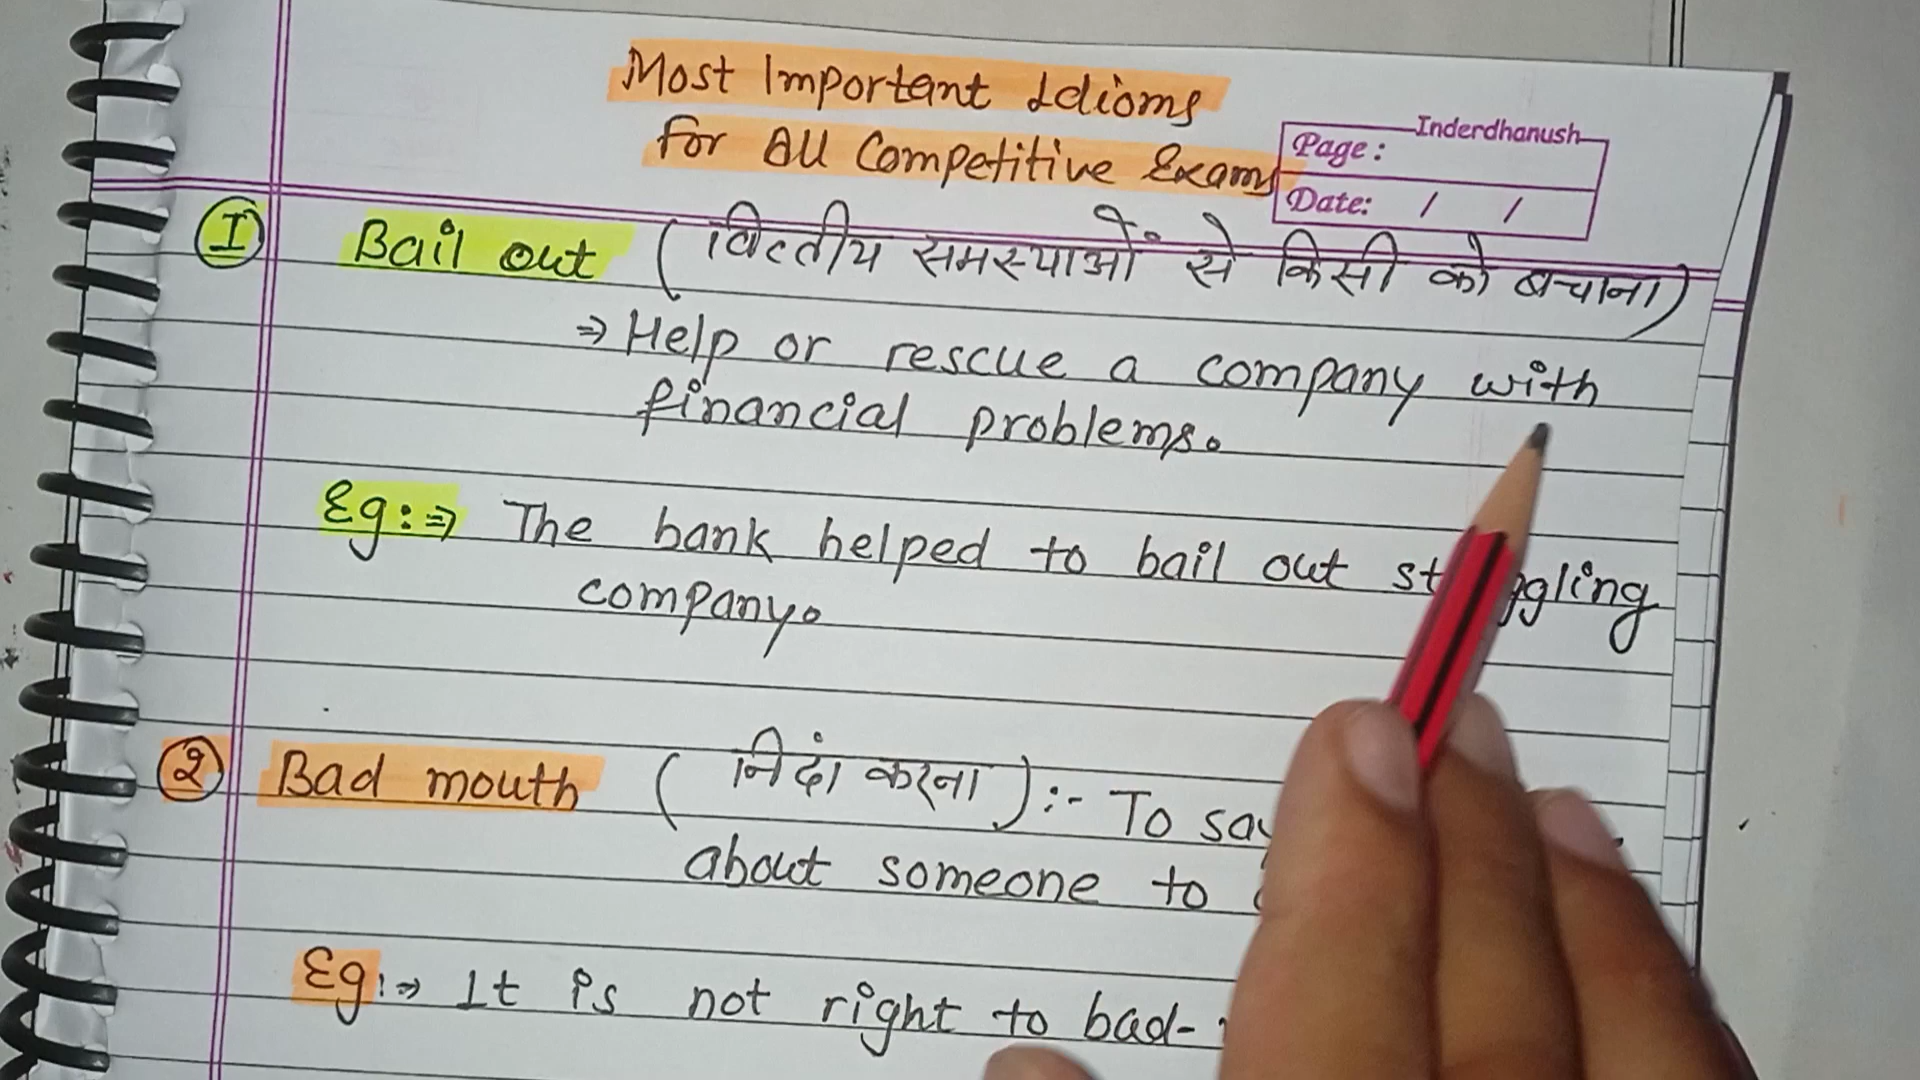 Most Important Idioms
for All Competitive Exams
Inderdhanush
Page:
Date: / /
1 Bail out (वित्तीय समस्याओं से किसी को बचाना)
⇒ Help or rescue a company with
financial problems.
Eg:⇒ The bank helped to bail out
company.
2 Bad mouth (निदां करना):- To say
about someone to
Eg:⇒ It is not right to bad-